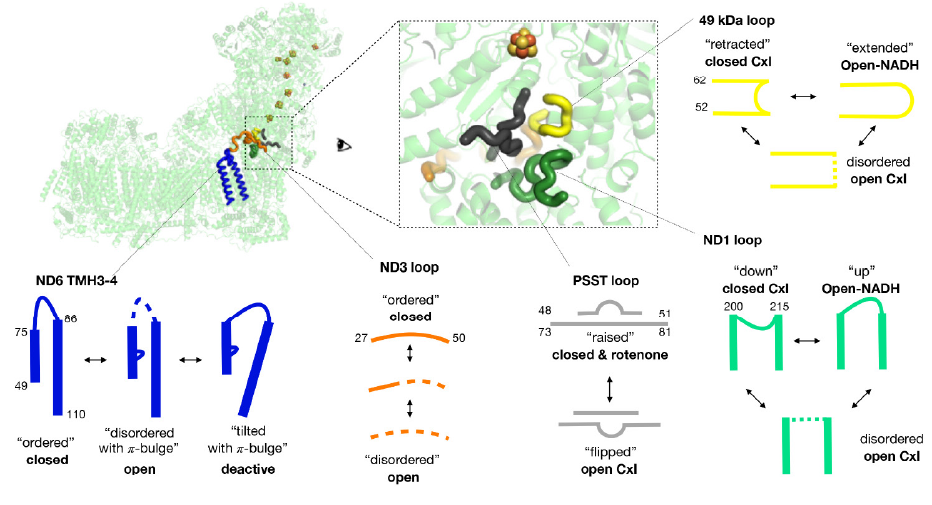 49 kDa loop
“retracted”
closed CxI
“extended”
Open-NADH
62
52
disordered
open CxI
ND1 loop
“down”
closed CxI
“up”
Open-NADH
200
215
disordered
open CxI
ND6 TMH3-4
75
86
49
110
“ordered”
closed
“disordered
with π-bulge”
open
“tilted
with π-bulge”
deactive
ND3 loop
“ordered”
closed
27
50
“disordered”
open
PSST loop
48
51
73
81
“raised”
closed & rotenone
“flipped”
open CxI